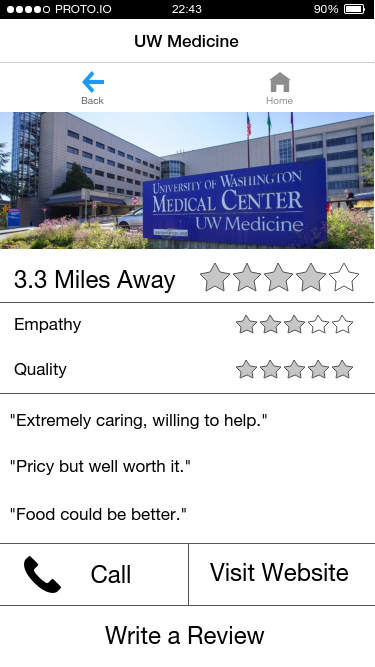 PROTO.IO 22:43 90%
UW Medicine
Back Home
UNIVERSITY OF WASHINGTON
MEDICAL CENTER
UW Medicine
3.3 Miles Away
Empathy
Quality
"Extremely caring, willing to help."
"Pricy but well worth it."
"Food could be better."
Call Visit Website
Write a Review